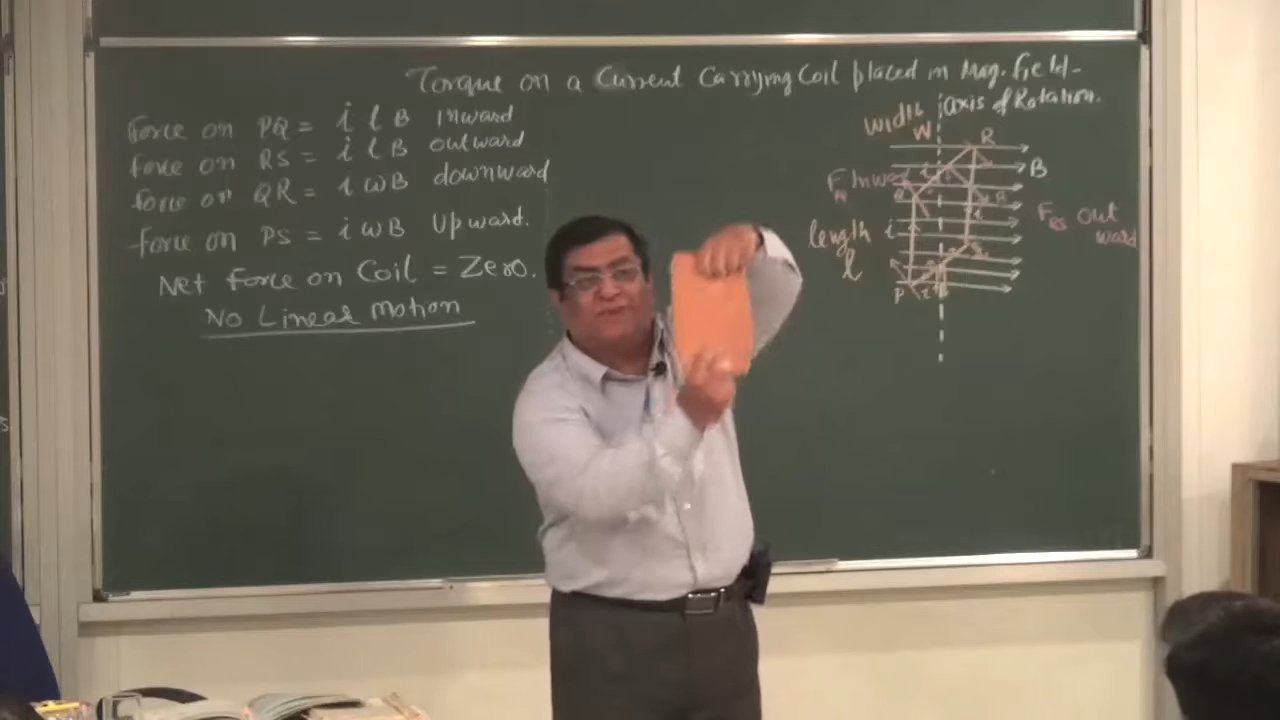 Torque on a Current Carrying Coil placed in Mag. field-
Force on PQ = i l B Inward
force on RS = i l B outward
force on QR = i w B downward
force on PS = i w B Upward.
Net force on Coil = Zero.
No Linear Motion
axis of Rotation.
width
W
R
B
F Inward
F RS out
ward
length i
l
P